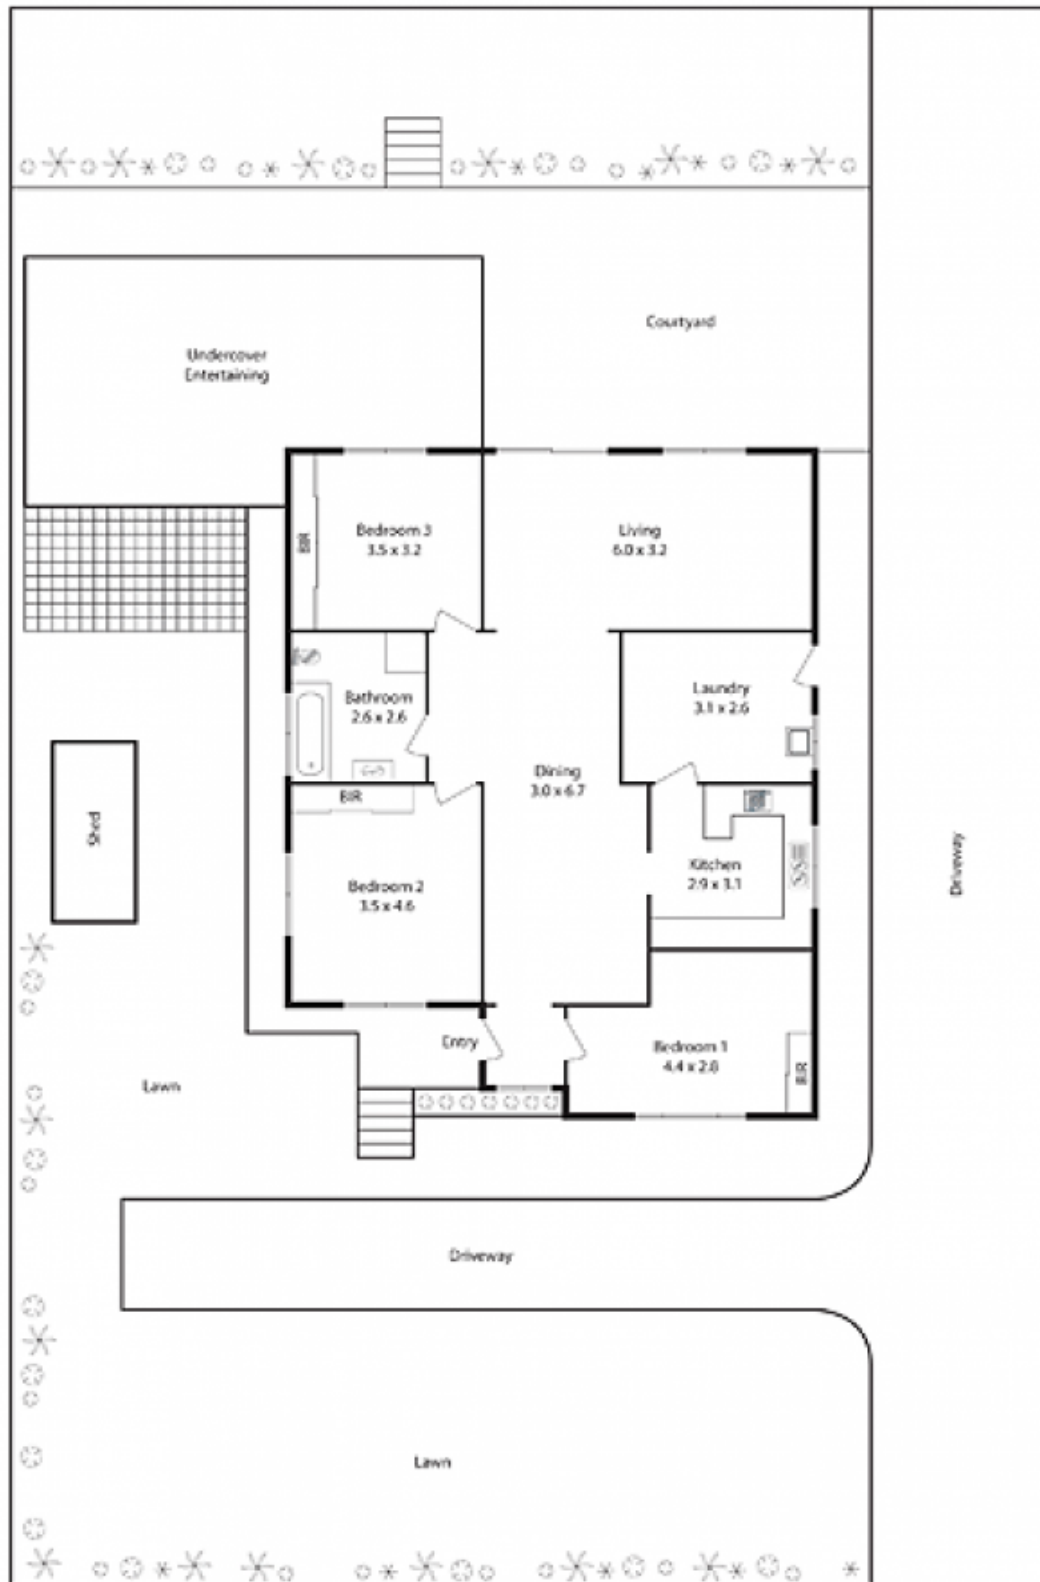 Courtyard
Undercover
Entertaining
BIR
Bedroom 3
3.5 x 3.2
Living
6.0 x 3.2
Bathroom
2.6 x 2.6
Laundry
3.1 x 2.6
Dining
3.0 x 6.7
BIR
Shed
Bedroom 2
3.5 x 4.6
Kitchen
2.9 x 3.1
Driveway
Entry
Bedroom 1
4.4 x 2.8
BIR
Lawn
Driveway
Lawn